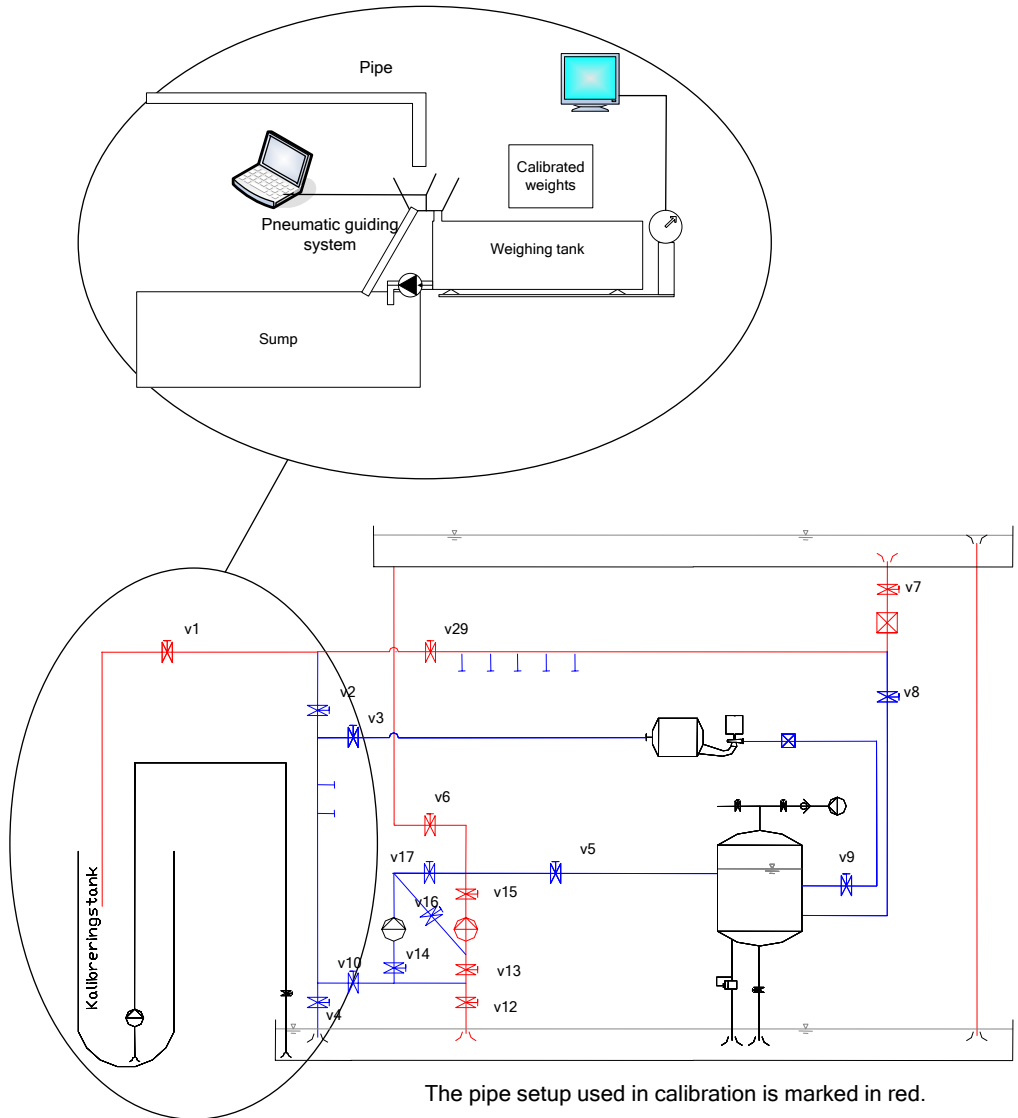 Pipe
Calibrated
weights
Pneumatic guiding
system
Weighing tank
Sump
v7
v1
v29
v2
v3
v8
v6
v17
v5
v9
v15
v16
v14
v10
v13
v4
v12
Kalibreringstank
The pipe setup used in calibration is marked in red.